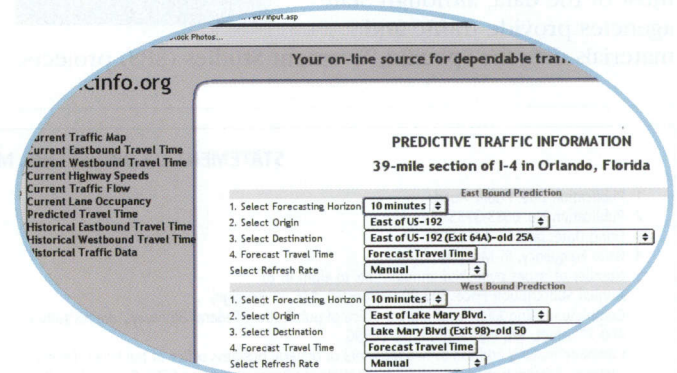 /input.asp
Stock Photos...
Your on-line source for dependable
cinfo.org
Current Traffic Map
Current Eastbound Travel Time
Current Westbound Travel Time
Current Highway Speeds
Current Traffic Flow
Current Lane Occupancy
Predicted Travel Time
Historical Eastbound Travel Time
Historical Westbound Travel Time
Historical Traffic Data
PREDICTIVE TRAFFIC INFORMATION
39-mile section of I-4 in Orlando, Florida
East Bound Prediction
1. Select Forecasting Horizon 10 minutes
2. Select Origin East of US-192
3. Select Destination East of US-192 (Exit 64A)-old 25A
4. Forecast Travel Time Forecast Travel Time
Select Refresh Rate Manual
West Bound Prediction
1. Select Forecasting Horizon 10 minutes
2. Select Origin East of Lake Mary Blvd.
3. Select Destination Lake Mary Blvd (Exit 98)-old 50
4. Forecast Travel Time Forecast Travel Time
Select Refresh Rate Manual